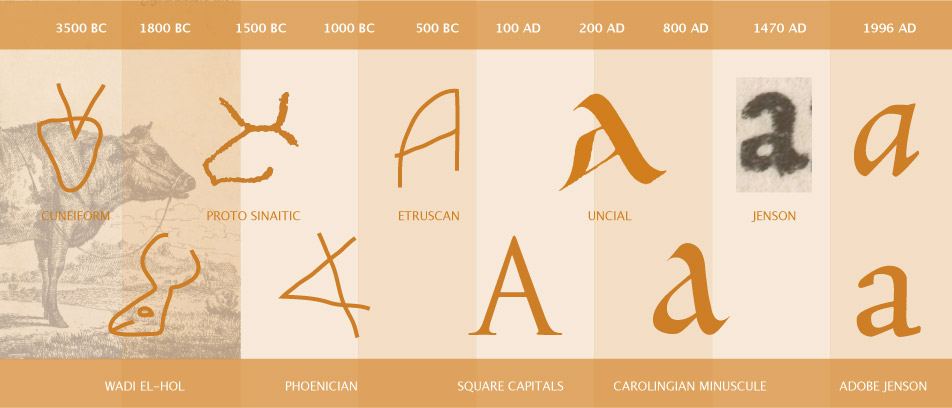 3500 BC 1800 BC 1500 BC 1000 BC 500 BC 100 AD 200 AD 800 AD 1470 AD 1996 AD
A A a a
CUNEIFORM PROTO SINAITIC ETRUSCAN UNCIAL JENSON
A a a
WADI EL-HOL PHOENICIAN SQUARE CAPITALS CAROLINGIAN MINUSCULE ADOBE JENSON